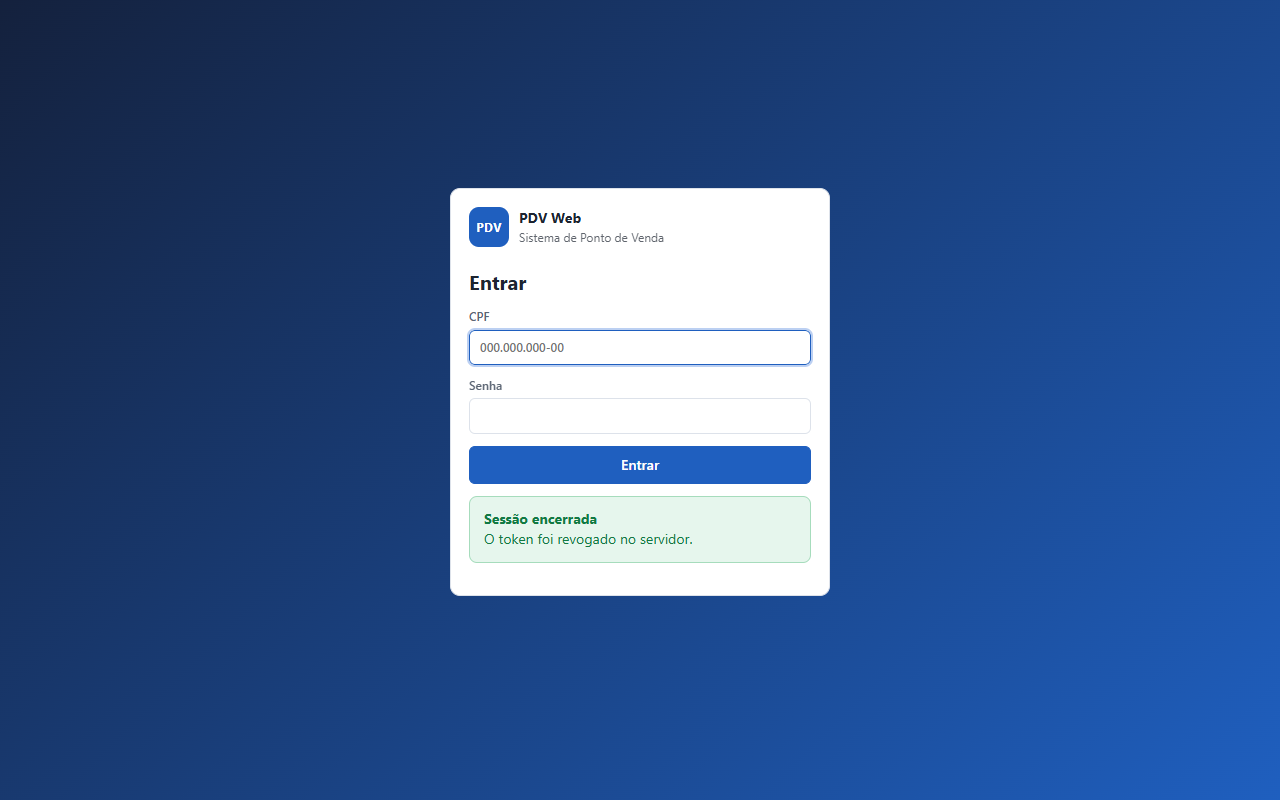 PDV
PDV Web
Sistema de Ponto de Venda
Entrar
CPF
000.000.000-00
Senha
Entrar
Sessão encerrada
O token foi revogado no servidor.